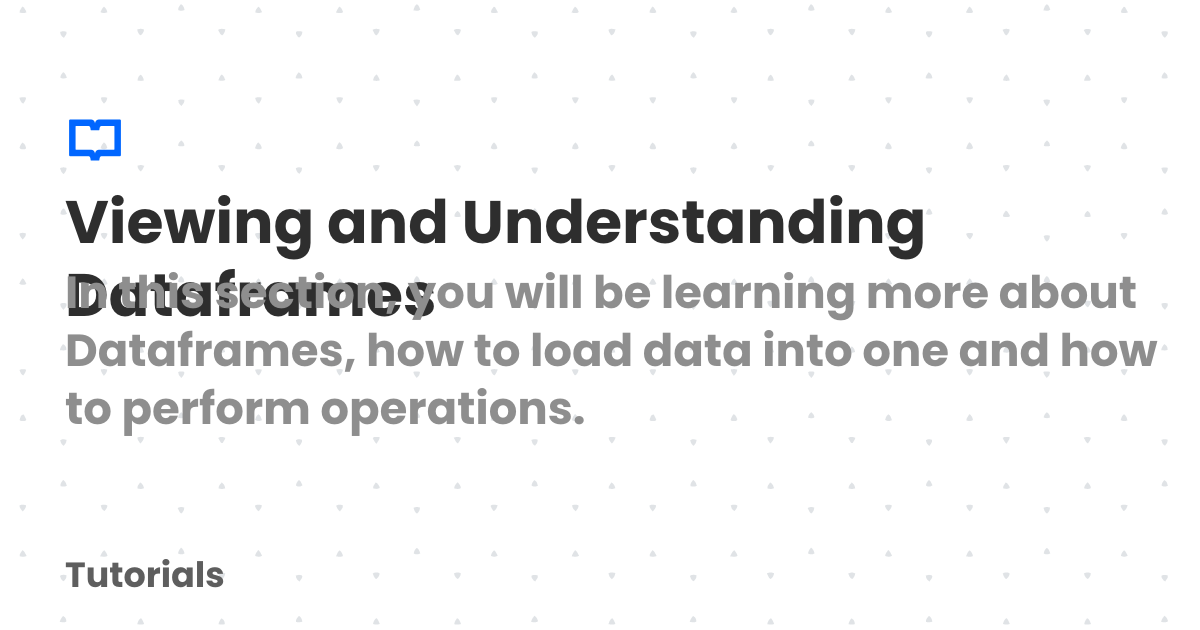 Viewing and Understanding
Dataframes
In this section, you will be learning more about
Dataframes, how to load data into one and how
to perform operations.
Tutorials